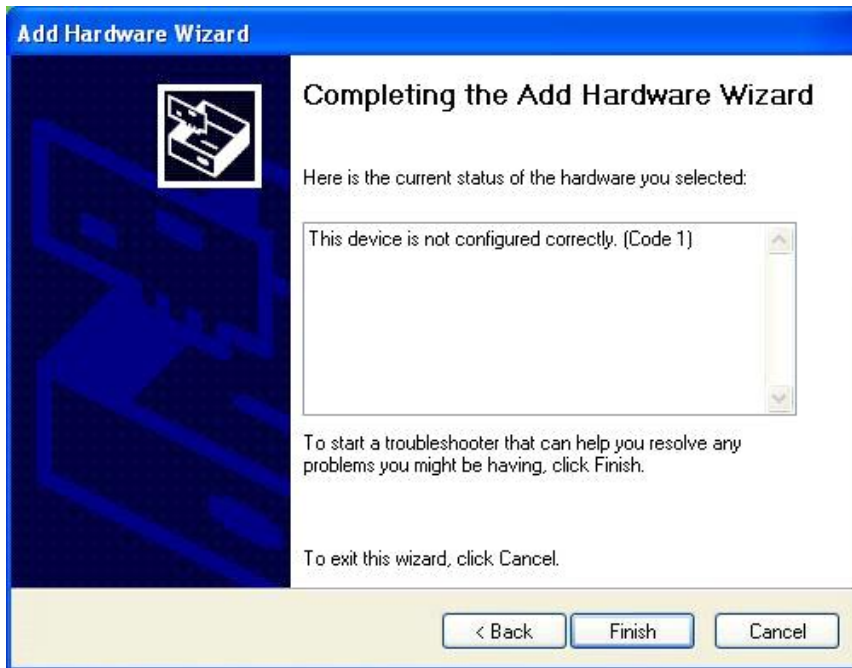 Add Hardware Wizard
Completing the Add Hardware Wizard
Here is the current status of the hardware you selected:
This device is not configured correctly. (Code 1)
To start a troubleshooter that can help you resolve any
problems you might be having, click Finish.
To exit this wizard, click Cancel.
< Back Finish Cancel